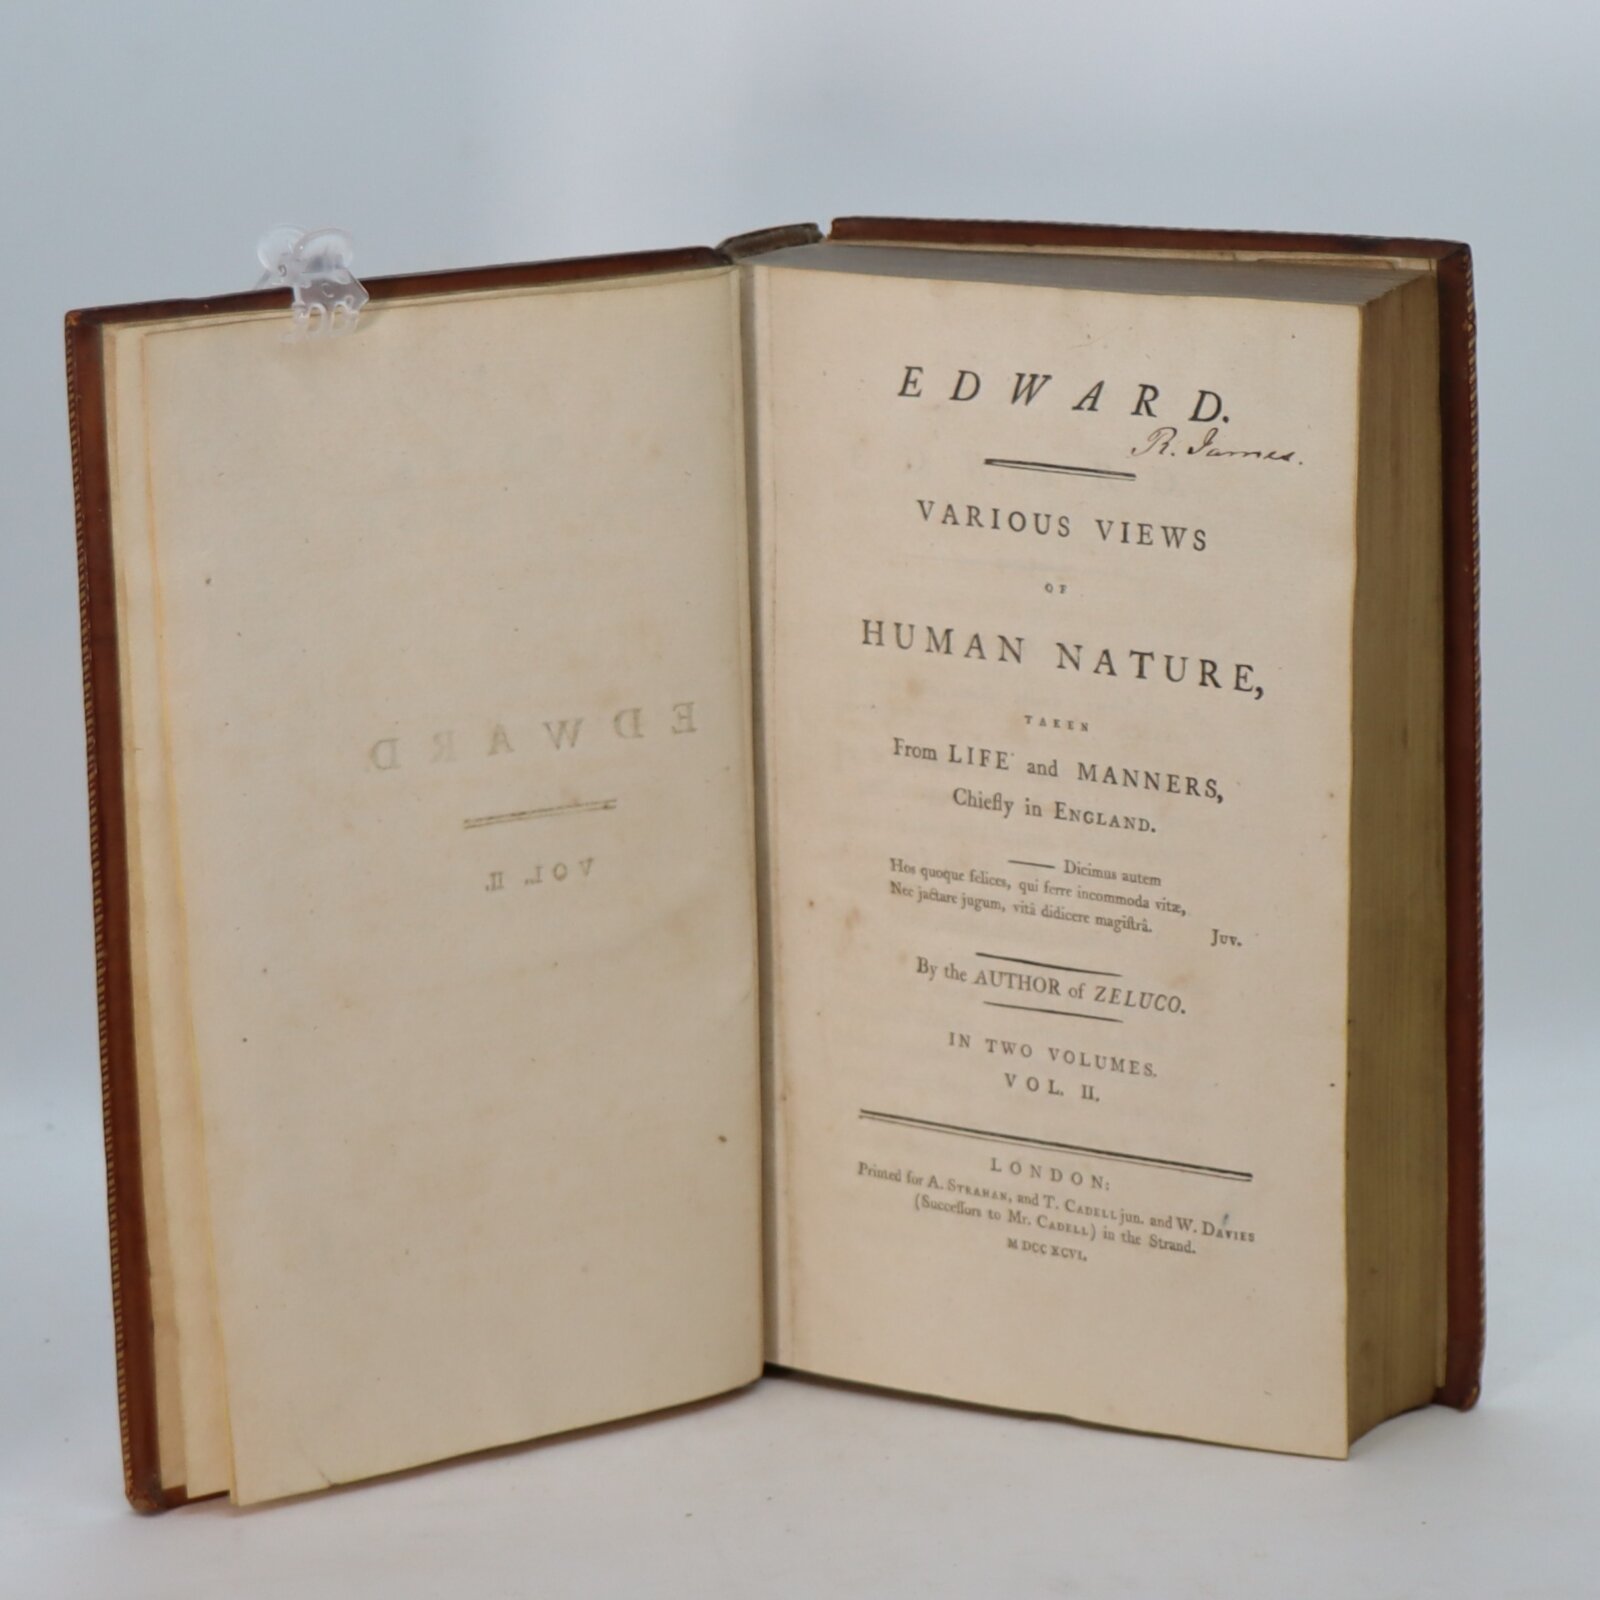 EDWARD.
VOL. II.
EDWARD.
R. James.
VARIOUS VIEWS
OF
HUMAN NATURE,
TAKEN
From LIFE and MANNERS,
Chiefly in ENGLAND.
—— Dicimus autem
Hos quoque felices, qui ferre incommoda vitæ,
Nec jactare jugum, vitâ didicere magiſtrâ.
Juv.
By the AUTHOR of ZELUCO.
IN TWO VOLUMES.
VOL. II.
LONDON:
Printed for A. STRAHAN, and T. CADELL jun. and W. DAVIES
(Succeſſors to Mr. CADELL) in the Strand.
MDCCXCVI.